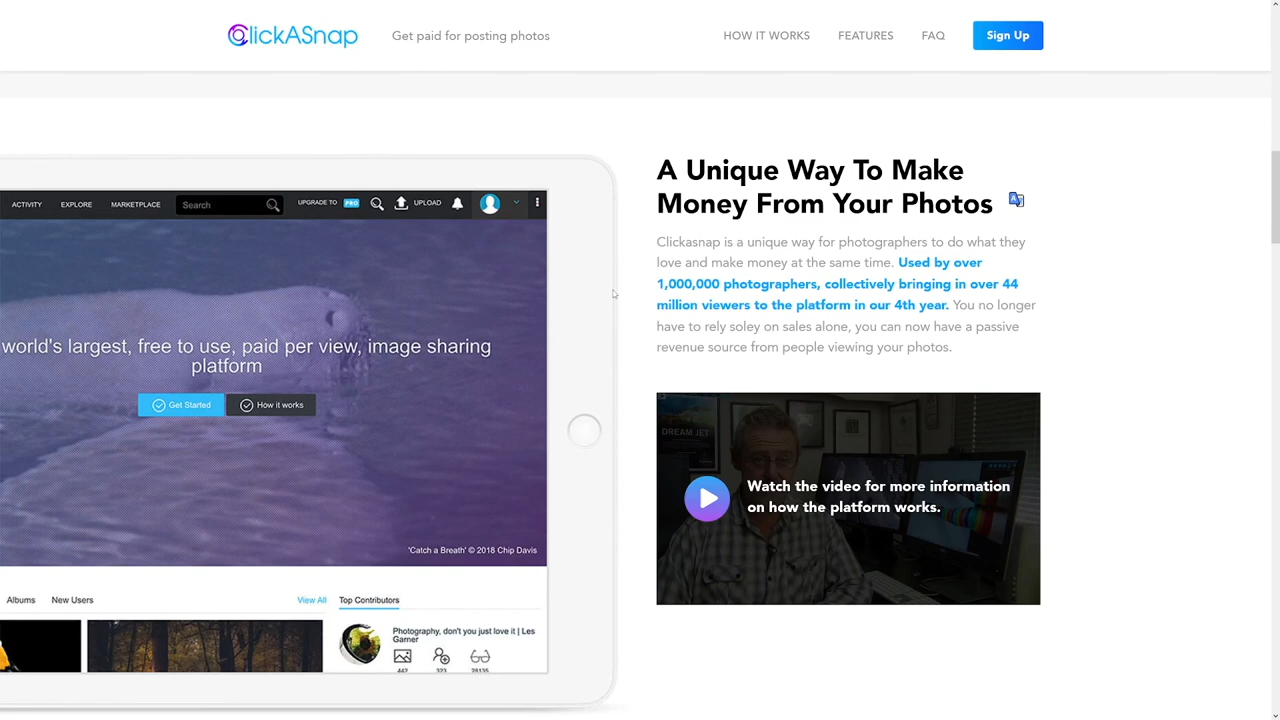 ClickASnap
Get paid for posting photos
HOW IT WORKS
FEATURES
FAQ
Sign Up
ACTIVITY
EXPLORE
MARKETPLACE
Search
UPGRADE TO PRO
UPLOAD
world's largest, free to use, paid per view, image sharing
platform
Get Started
How it works
'Catch a Breath' © 2018 Chip Davis
Albums
New Users
View All
Top Contributors
Photography, don't you just love it | Les
Garner
A Unique Way To Make
Money From Your Photos
Clickasnap is a unique way for photographers to do what they
love and make money at the same time. Used by over
1,000,000 photographers, collectively bringing in over 44
million viewers to the platform in our 4th year. You no longer
have to rely soley on sales alone, you can now have a passive
revenue source from people viewing your photos.
DREAM JET
Watch the video for more information
on how the platform works.